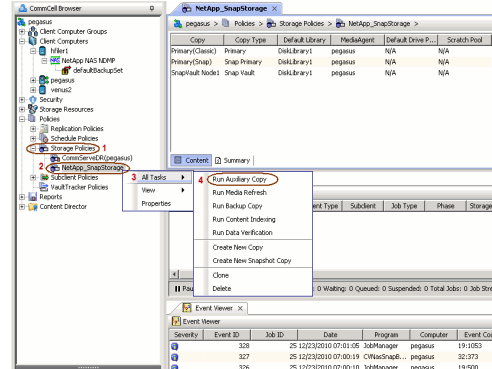 CommCell Browser
pegasus
Client Computer Groups
Client Computers
hfiler1
NetApp NAS NDMP
defaultBackupSet
pegasus
venus2
Security
Storage Resources
Policies
Replication Policies
Schedule Policies
Storage Policies 1
CommServeDR(pegasus)
2 NetApp_SnapStorage
Subclient Policies
VaultTracker Policies
Reports
Content Director
NetApp_SnapStorage ×
pegasus > Policies > Storage Policies > NetApp_SnapStorage >
Copy Copy Type Default Library MediaAgent Default Drive P... Scratch Pool
Primary(Classic) Primary DiskLibrary1 pegasus N/A N/A
Primary(Snap) Snap Primary DiskLibrary1 pegasus N/A N/A
SnapVault Node1 Snap Vault DiskLibrary1 pegasus N/A N/A
Content Summary
3 All Tasks
View
Properties
4 Run Auxiliary Copy
Run Media Refresh
Run Backup Copy
Run Content Indexing
Run Data Verification
Create New Copy
Create New Snapshot Copy
Clone
Delete
ent Type Subclient Job Type Phase Storage
Pau : 0 Waiting: 0 Queued: 0 Suspended: 0 Total Jobs: 0 Job Stre
Event Viewer ×
Event Viewer
Severity Event ID Job ID Date Program Computer Event Co
328 25 12/23/2010 07:01:05 JobManager pegasus 19:1053
327 25 12/23/2010 07:00:19 CVNasSnapB... pegasus 32:373
326 25 12/23/2010 07:00:10 JobManager pegasus 19:500